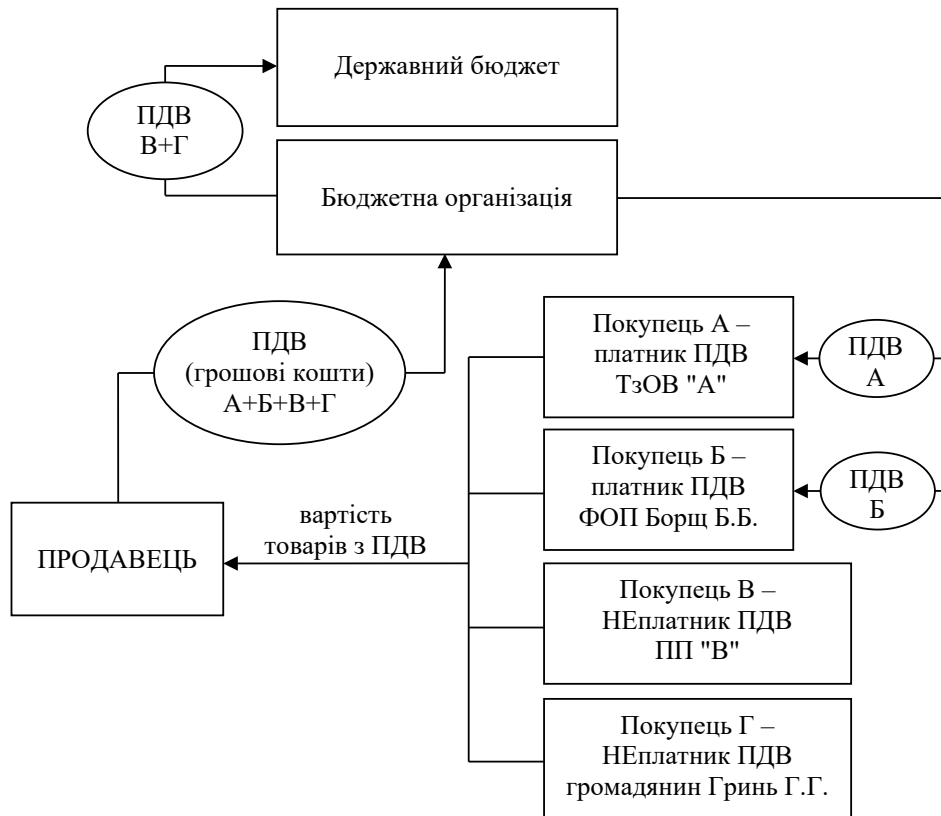 Державний бюджет
ПДВ
В+Г
Бюджетна організація
ПДВ
(грошові кошти)
А+Б+В+Г
Покупець А –
платник ПДВ
ТзОВ "А"
ПДВ
А
Покупець Б –
платник ПДВ
ФОП Борщ Б.Б.
ПДВ
Б
вартість
товарів з ПДВ
ПРОДАВЕЦЬ
Покупець В –
НЕплатник ПДВ
ПП "В"
Покупець Г –
НЕплатник ПДВ
громадянин Гринь Г.Г.